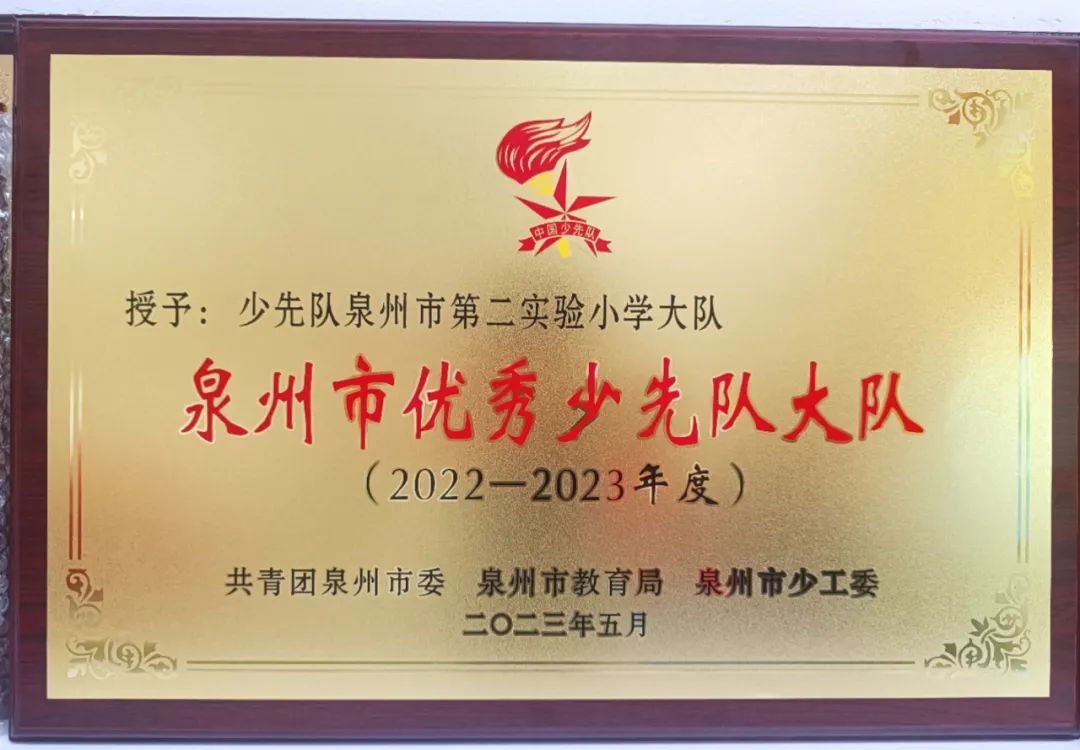 中国少先队
授予：少先队泉州市第二实验小学大队
泉州市优秀少先队大队
（2022—2023年度）
共青团泉州市委 泉州市教育局 泉州市少工委
二〇二三年五月